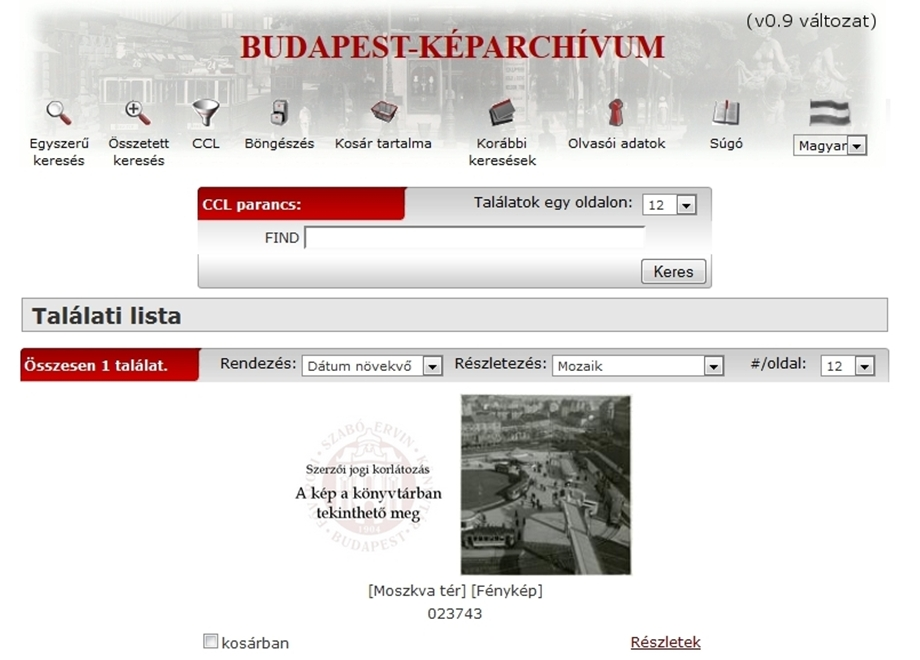 (v0.9 változat)
BUDAPEST-KÉPARCHÍVUM
Egyszerű keresés
Összetett keresés
CCL
Böngészés
Kosár tartalma
Korábbi keresések
Olvasói adatok
Súgó
Magyar
CCL parancs:
Találatok egy oldalon: 12
FIND
Keres
Találati lista
Összesen 1 találat.
Rendezés: Dátum növekvő
Részletezés: Mozaik
#/oldal: 12
SZABÓ ERVIN
Szerzői jogi korlátozás
A kép a könyvtárban
tekinthető meg
1904
BUDAPEST
[Moszkva tér] [Fénykép]
023743
kosárban
Részletek